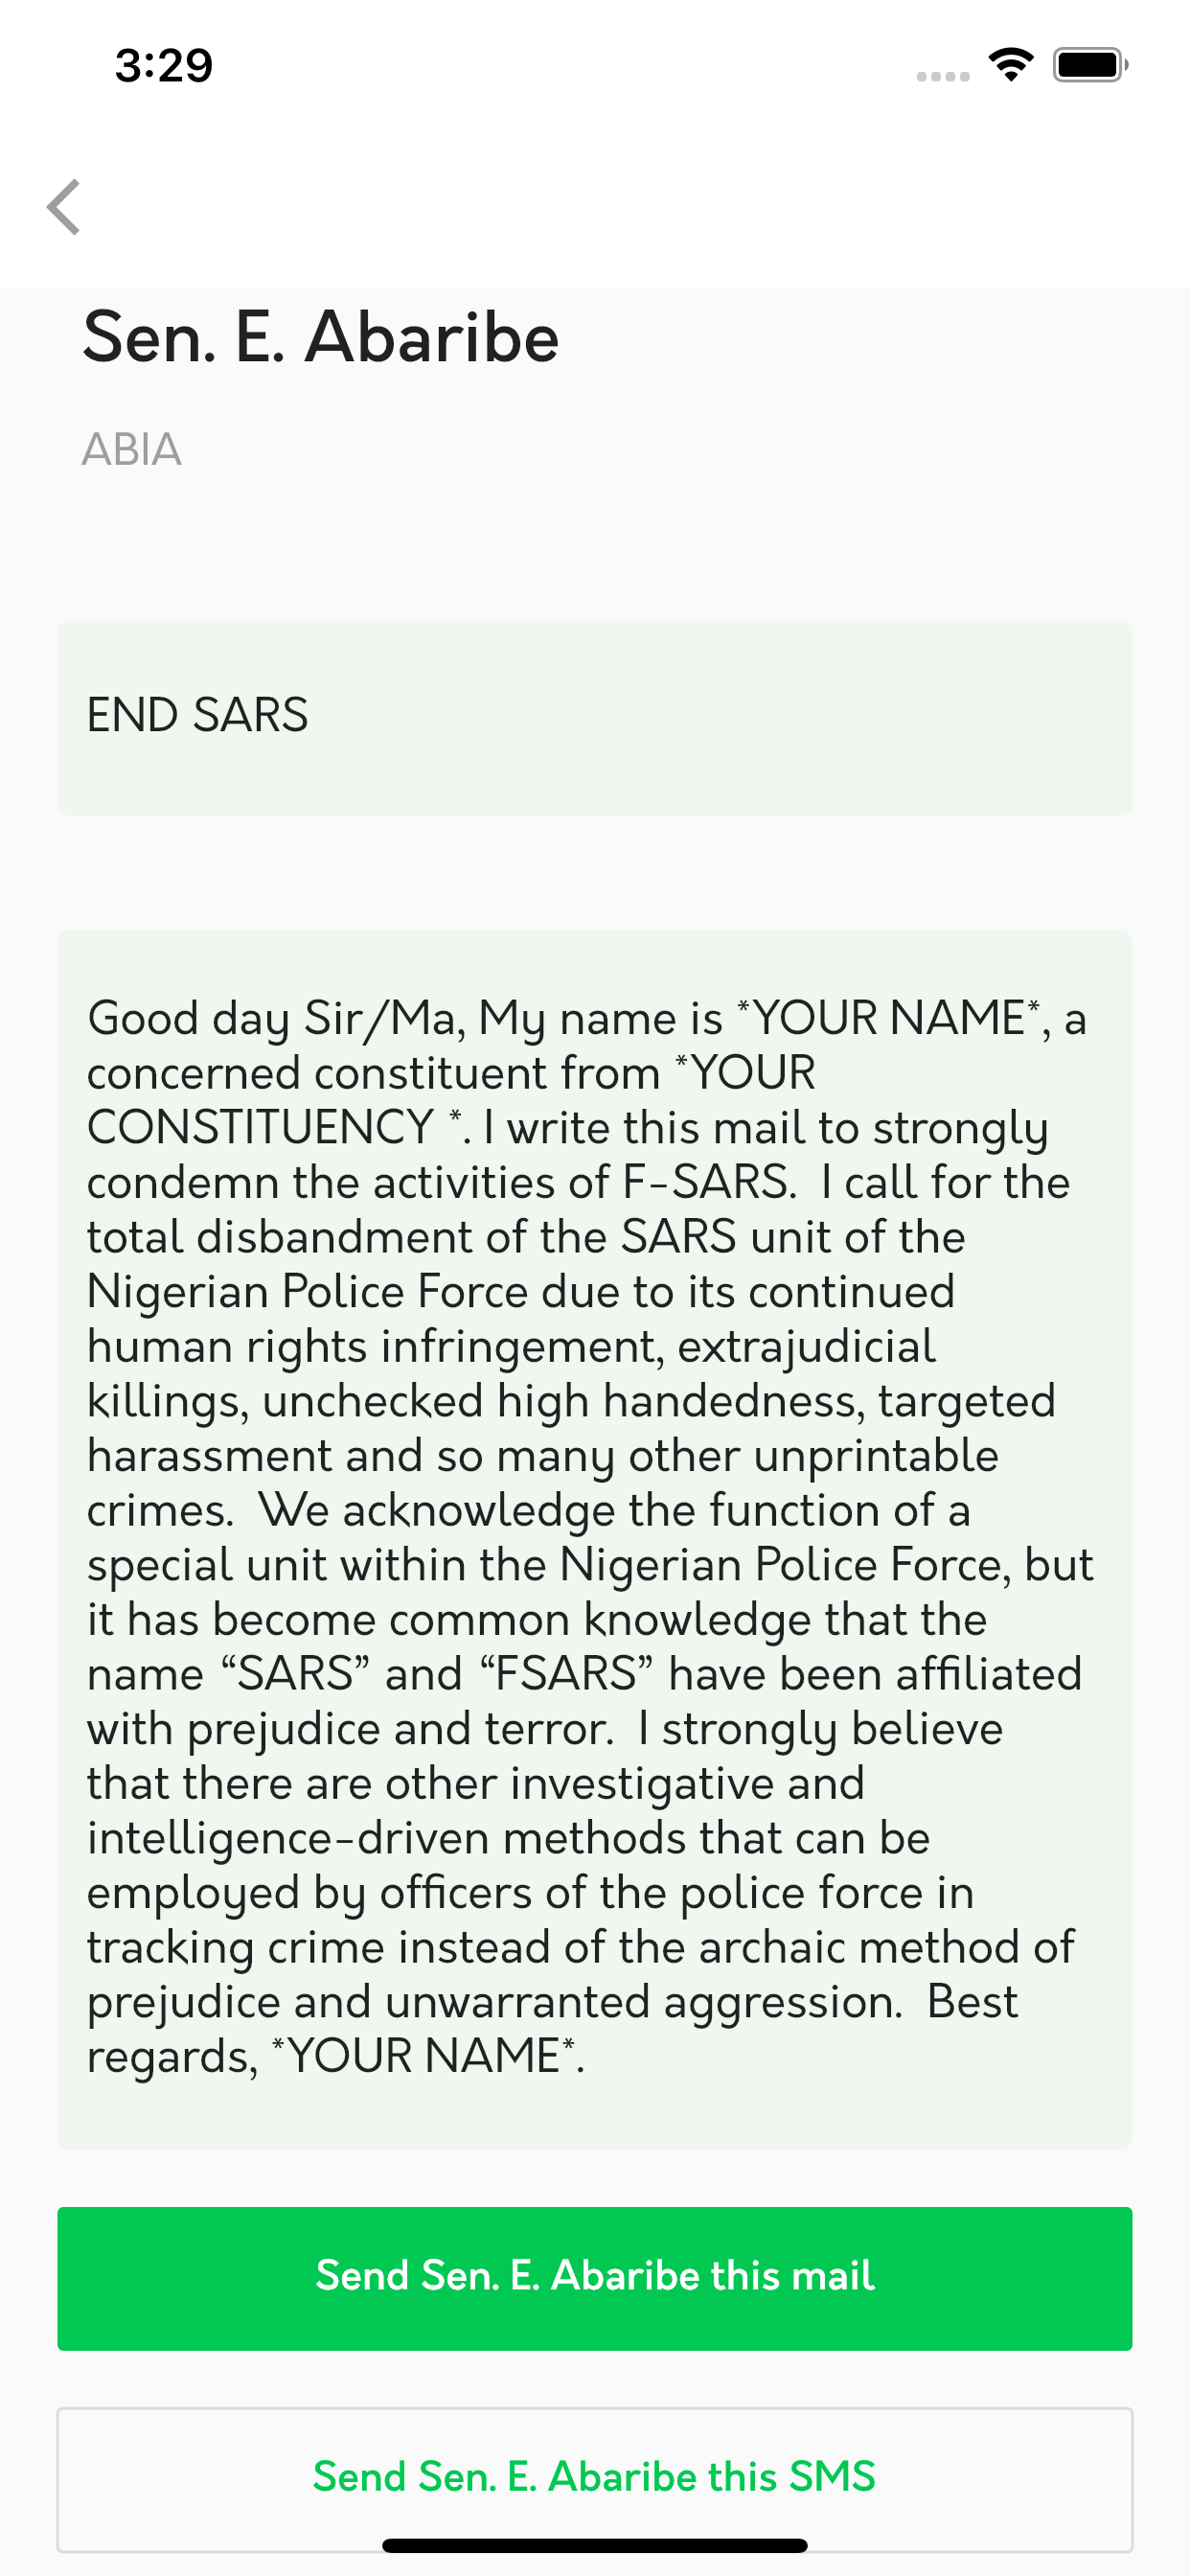 3:29
Sen. E. Abaribe
ABIA
END SARS
Good day Sir/Ma, My name is *YOUR NAME*, a
concerned constituent from *YOUR
CONSTITUENCY *. I write this mail to strongly
condemn the activities of F-SARS.  I call for the
total disbandment of the SARS unit of the
Nigerian Police Force due to its continued
human rights infringement, extrajudicial
killings, unchecked high handedness, targeted
harassment and so many other unprintable
crimes.  We acknowledge the function of a
special unit within the Nigerian Police Force, but
it has become common knowledge that the
name “SARS” and “FSARS” have been affiliated
with prejudice and terror.  I strongly believe
that there are other investigative and
intelligence-driven methods that can be
employed by officers of the police force in
tracking crime instead of the archaic method of
prejudice and unwarranted aggression.  Best
regards, *YOUR NAME*.
Send Sen. E. Abaribe this mail
Send Sen. E. Abaribe this SMS